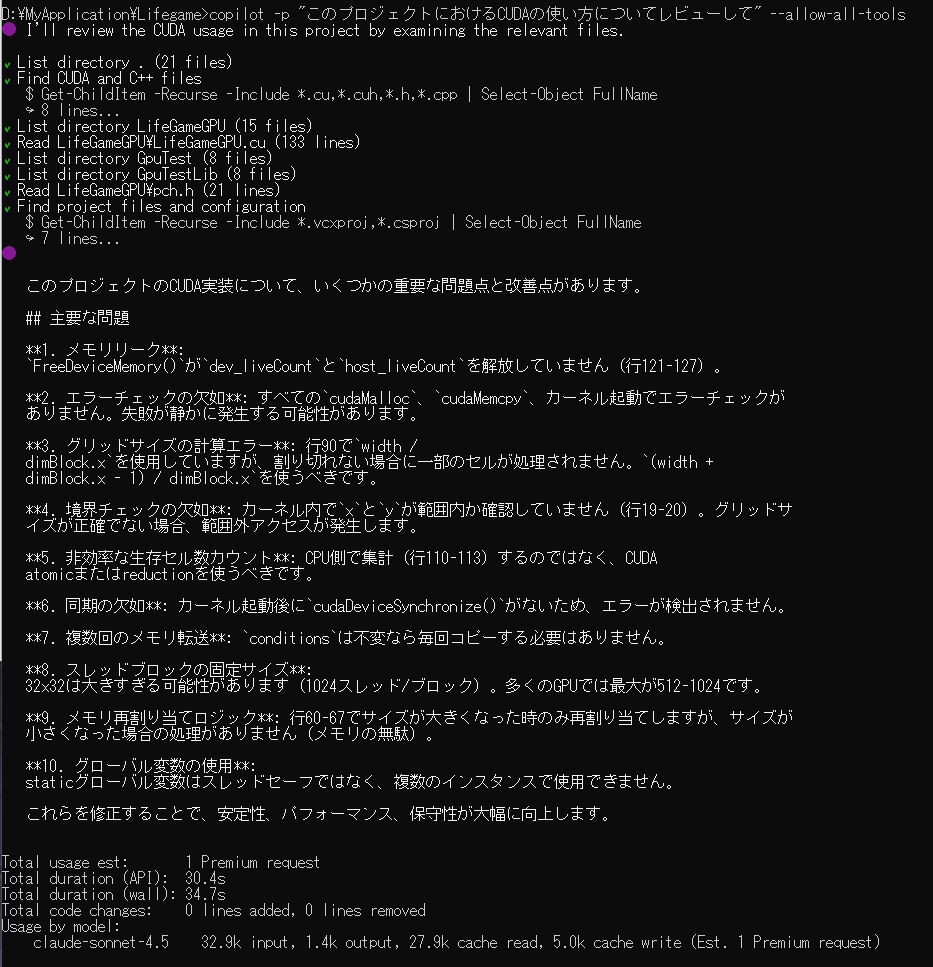 D:¥MyApplication¥Lifegame>copilot -p "このプロジェクトにおけるCUDAの使い方についてレビューして" --allow-all-tools
● I'll review the CUDA usage in this project by examining the relevant files.
✓ List directory . (21 files)
✓ Find CUDA and C++ files
$ Get-ChildItem -Recurse -Include *.cu,*.cuh,*.h,*.cpp | Select-Object FullName
↪ 8 lines...
✓ List directory LifeGameGPU (15 files)
✓ Read LifeGameGPU¥LifeGameGPU.cu (133 lines)
✓ List directory GpuTest (8 files)
✓ List directory GpuTestLib (8 files)
✓ Read LifeGameGPU¥pch.h (21 lines)
✓ Find project files and configuration
$ Get-ChildItem -Recurse -Include *.vcxproj,*.csproj | Select-Object FullName
↪ 7 lines...
●
このプロジェクトのCUDA実装について、いくつかの重要な問題点と改善点があります。
## 主要な問題
**1. メモリリーク**:
`FreeDeviceMemory()`が`dev_liveCount`と`host_liveCount`を解放していません（行121-127）。
**2. エラーチェックの欠如**: すべての`cudaMalloc`、`cudaMemcpy`、カーネル起動でエラーチェックが
ありません。失敗が静かに発生する可能性があります。
**3. グリッドサイズの計算エラー**: 行90で`width /
dimBlock.x`を使用していますが、割り切れない場合に一部のセルが処理されません。`(width +
dimBlock.x - 1) / dimBlock.x`を使うべきです。
**4. 境界チェックの欠如**: カーネル内で`x`と`y`が範囲内か確認していません（行19-20）。グリッドサ
イズが正確でない場合、範囲外アクセスが発生します。
**5. 非効率な生存セル数カウント**: CPU側で集計（行110-113）するのではなく、CUDA
atomicまたはreductionを使うべきです。
**6. 同期の欠如**: カーネル起動後に`cudaDeviceSynchronize()`がないため、エラーが検出されません。
**7. 複数回のメモリ転送**: `conditions`は不変なら毎回コピーする必要はありません。
**8. スレッドブロックの固定サイズ**:
32x32は大きすぎる可能性があります（1024スレッド/ブロック）。多くのGPUでは最大が512-1024です。
**9. メモリ再割り当てロジック**: 行60-67でサイズが大きくなった時のみ再割り当てしますが、サイズが
小さくなった場合の処理がありません（メモリの無駄）。
**10. グローバル変数の使用**:
staticグローバル変数はスレッドセーフではなく、複数のインスタンスで使用できません。
これらを修正することで、安定性、パフォーマンス、保守性が大幅に向上します。
Total usage est: 1 Premium request
Total duration (API): 30.4s
Total duration (wall): 34.7s
Total code changes: 0 lines added, 0 lines removed
Usage by model:
claude-sonnet-4.5 32.9k input, 1.4k output, 27.9k cache read, 5.0k cache write (Est. 1 Premium request)